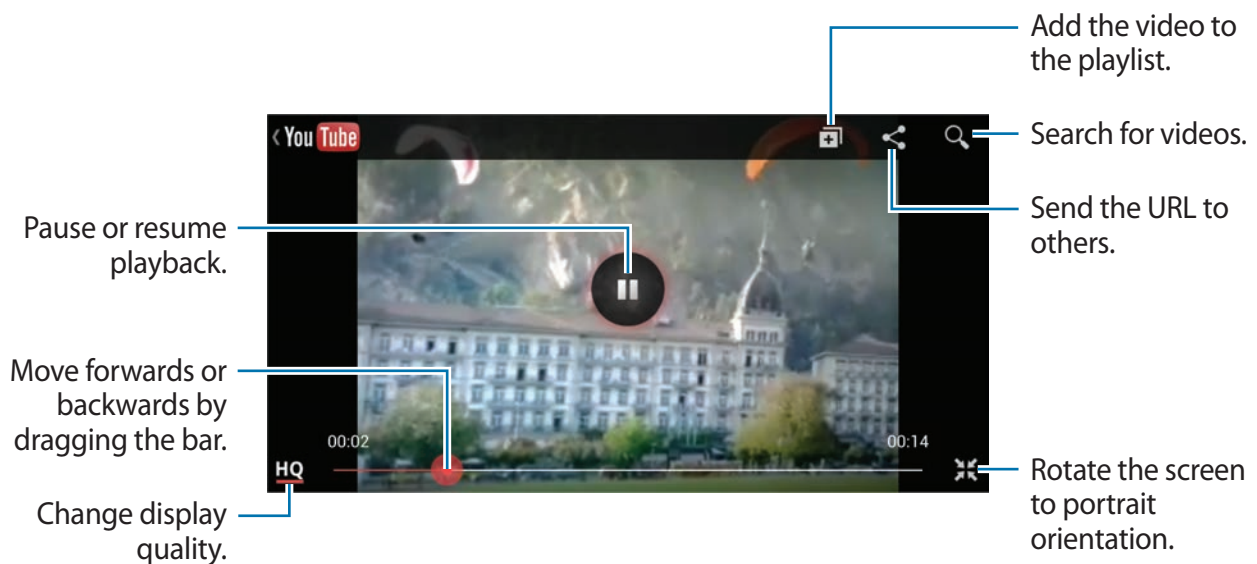 Add the video to
the playlist.
You Tube
Search for videos.
Send the URL to
others.
Pause or resume
playback.
Move forwards or
backwards by
dragging the bar.
00:02
00:14
HQ
Rotate the screen
to portrait
orientation.
Change display
quality.